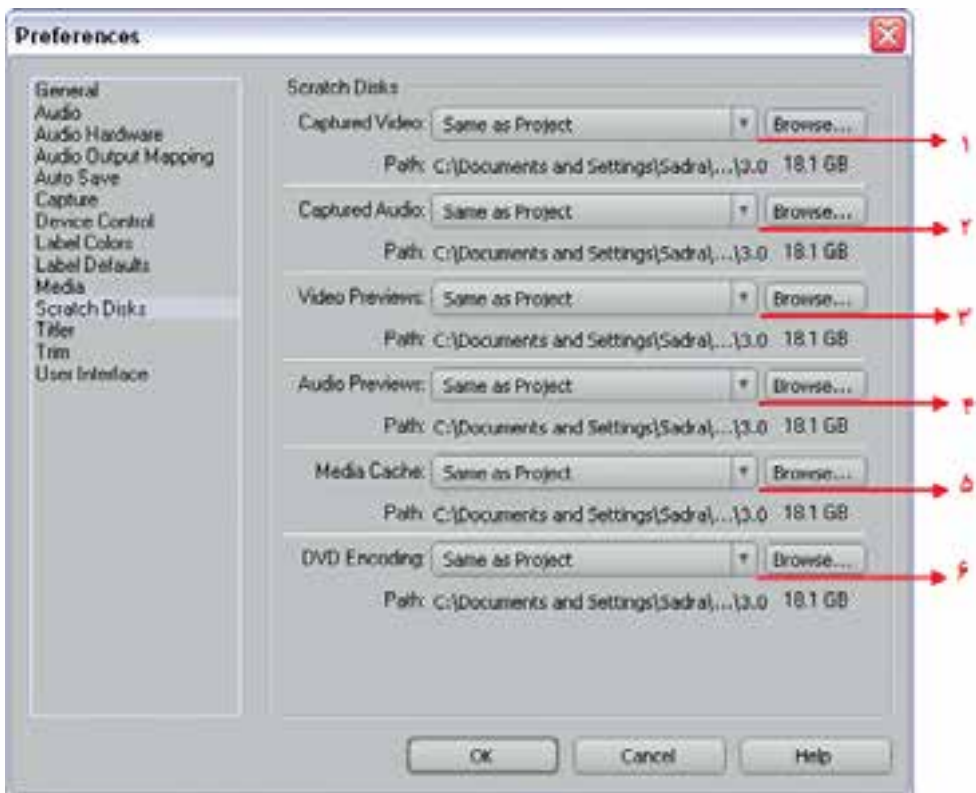 Preferences
General
Audio
Audio Hardware
Audio Output Mapping
Auto Save
Capture
Device Control
Label Colors
Label Defaults
Media
Scratch Disks
Titler
Trim
User Interface
Scratch Disks
Captured Video: Same as Project Browse... ۱
Path: C:\Documents and Settings\Sadra\...\3.0 18.1 GB
Captured Audio: Same as Project Browse... ۲
Path: C:\Documents and Settings\Sadra\...\3.0 18.1 GB
Video Previews: Same as Project Browse... ۳
Path: C:\Documents and Settings\Sadra\...\3.0 18.1 GB
Audio Previews: Same as Project Browse... ۴
Path: C:\Documents and Settings\Sadra\...\3.0 18.1 GB
Media Cache: Same as Project Browse... ۵
Path: C:\Documents and Settings\Sadra\...\3.0 18.1 GB
DVD Encoding: Same as Project Browse... ۶
Path: C:\Documents and Settings\Sadra\...\3.0 18.1 GB
OK Cancel Help